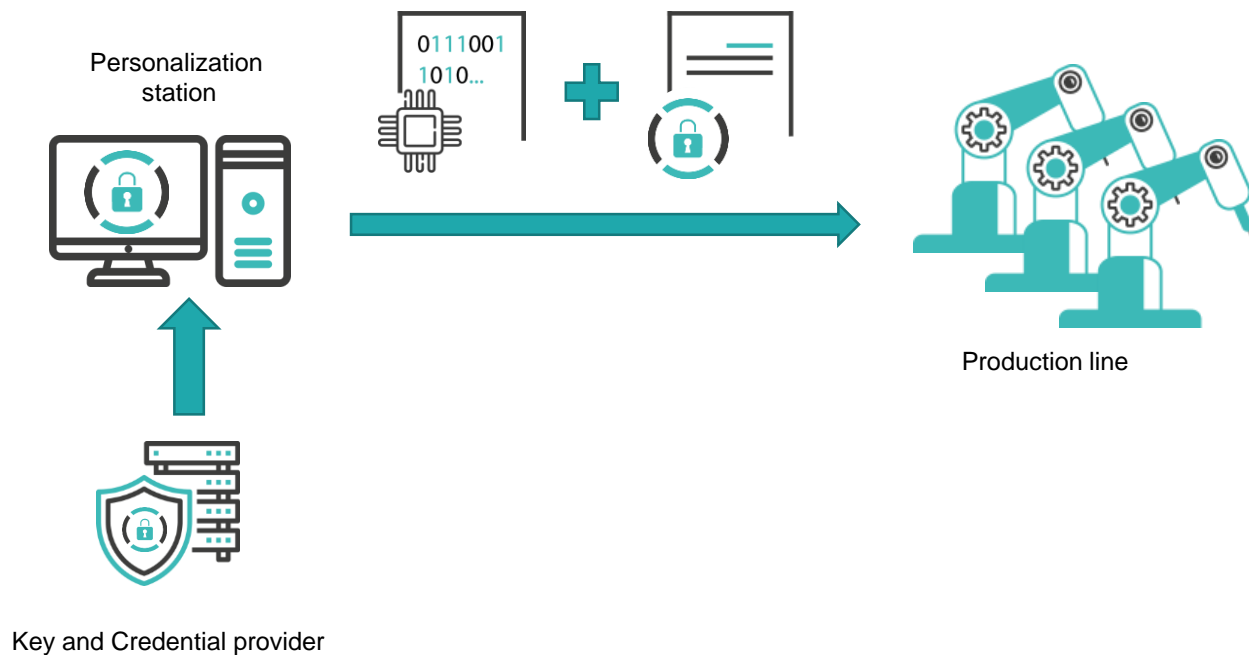 Personalization
station
0111001
1010...
Production line
Key and Credential provider